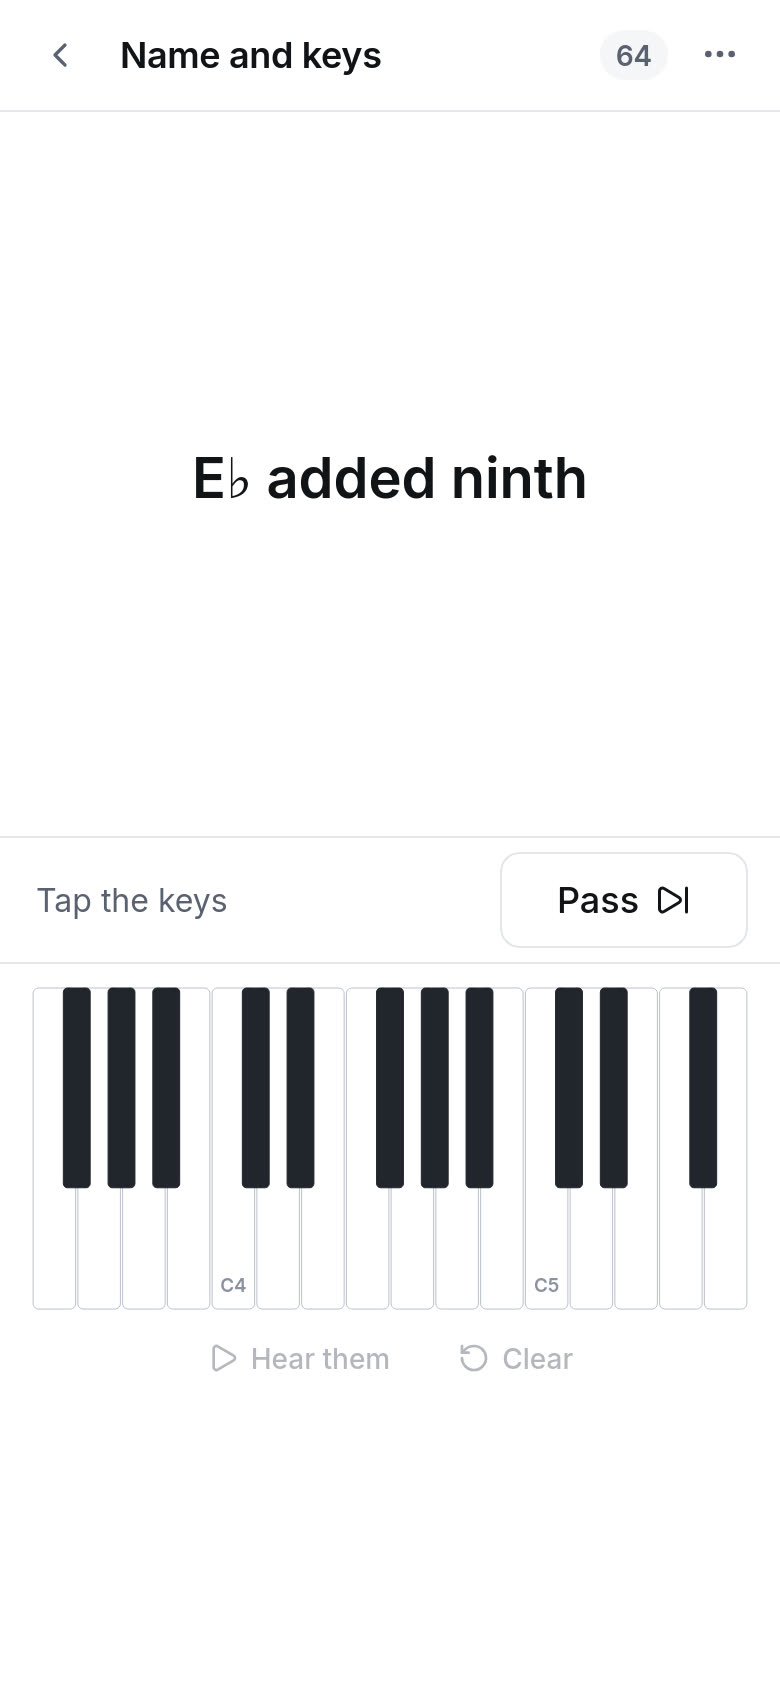 Name and keys
64
E♭ added ninth
Tap the keys
Pass
C4
C5
Hear them
Clear